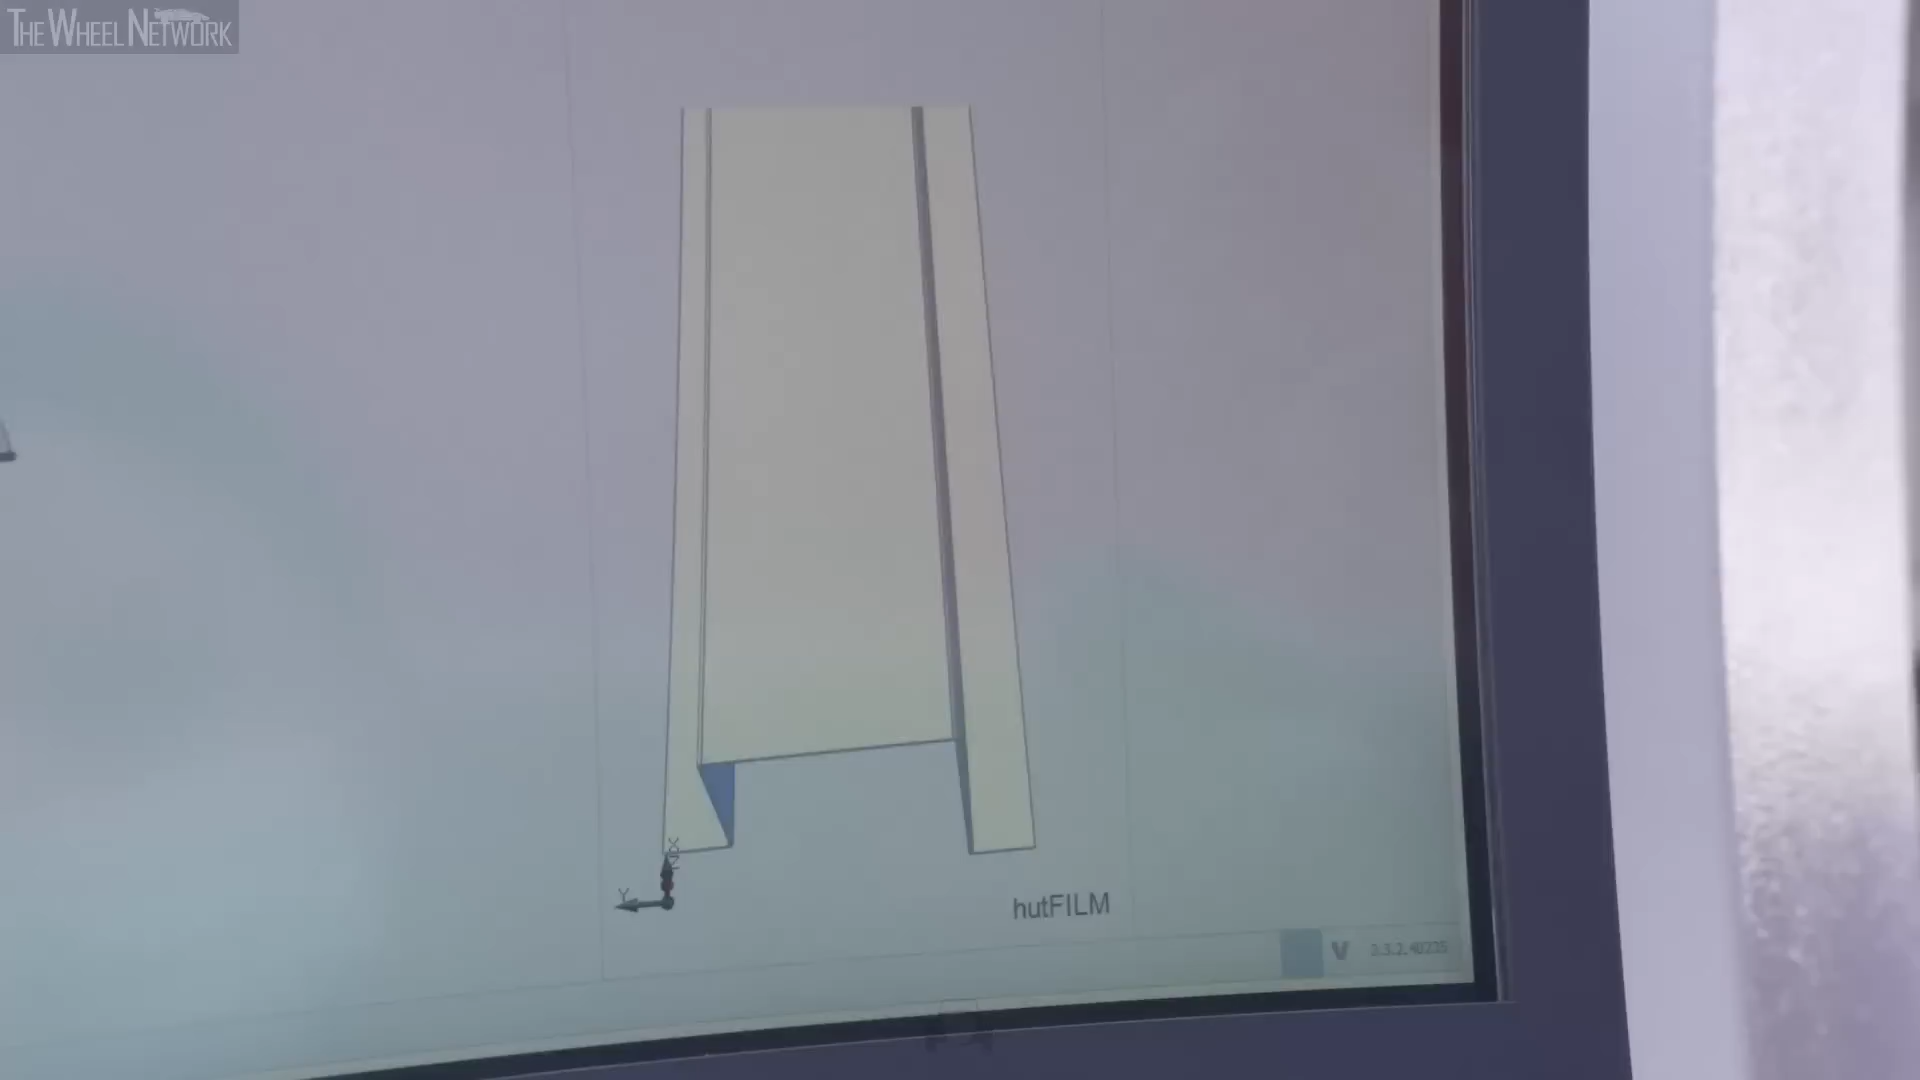 THE WHEEL NETWORK
Y
hutFILM
V